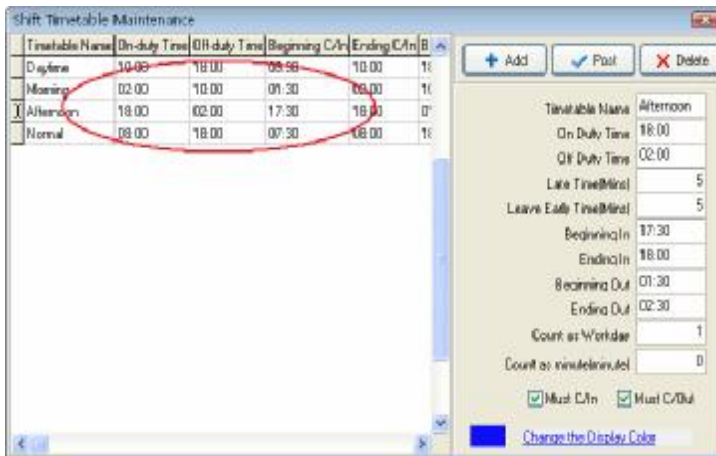 Shift Timetable Maintenance
Timetable Name On-duty Time Off-duty Time Beginning C/In Ending C/In B
Daytime 10:00 18:00 10:00 18
Morning 02:00 10:00 01:30 10
Afternoon 18:00 02:00 17:30 18:00 0
Normal 08:00 18:00 07:30 08:00 18
Add Post Delete
Timetable Name Afternoon
On Duty Time 18:00
Off Duty Time 02:00
Late Time(Mins) 5
Leave Early Time(Mins) 5
Beginning In 17:30
Ending In 18:00
Beginning Out 01:30
Ending Out 02:30
Count as Workday 1
Count as minute(minute) 0
Must C/In Must C/Out
Change the Display Color